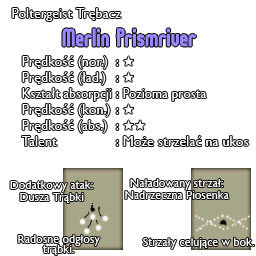 Poltergeist Trębacz
Merlin Prismriver
Prędkość (nor.) : ☆
Prędkość (ład.) : ☆
Kształt absorpcji : Pozioma prosta
Prędkość (kon.) : ☆
Prędkość (abs.) : ☆☆
Talent : Może strzelać na ukos
Dodatkowy atak:
Dusza Trąbki
Radosne odgłosy
trąbki.
Naładowany strzał:
Nadrzeczna Piosenka
Strzały celujące w bok.